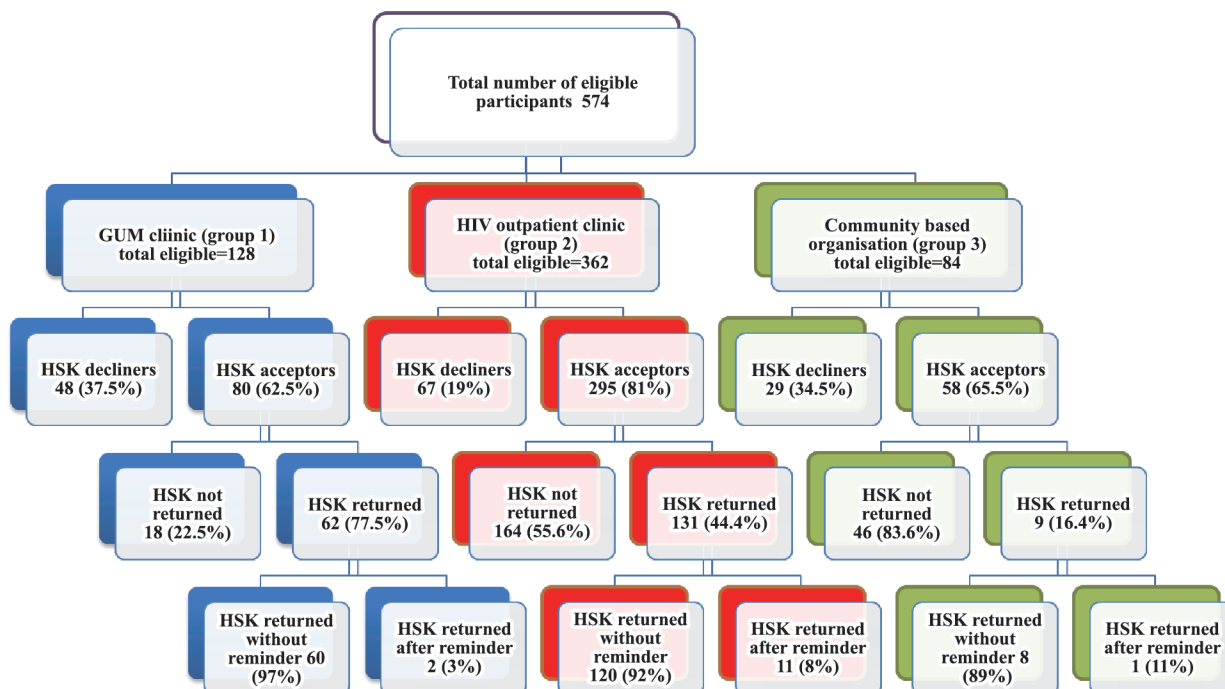 Total number of eligible
participants 574
GUM cliinic (group 1)
total eligible=128
HIV outpatient clinic
(group 2)
total eligible=362
Community based
organisation (group 3)
total eligible=84
HSK decliners
48 (37.5%)
HSK acceptors
80 (62.5%)
HSK decliners
67 (19%)
HSK acceptors
295 (81%)
HSK decliners
29 (34.5%)
HSK acceptors
58 (65.5%)
HSK not
returned
18 (22.5%)
HSK returned
62 (77.5%)
HSK not
returned
164 (55.6%)
HSK returned
131 (44.4%)
HSK not
returned
46 (83.6%)
HSK returned
9 (16.4%)
HSK returned
without
reminder 60
(97%)
HSK returned
after reminder
2 (3%)
HSK returned
without
reminder
120 (92%)
HSK returned
after reminder
11 (8%)
HSK returned
without
reminder 8
(89%)
HSK returned
after reminder
1 (11%)